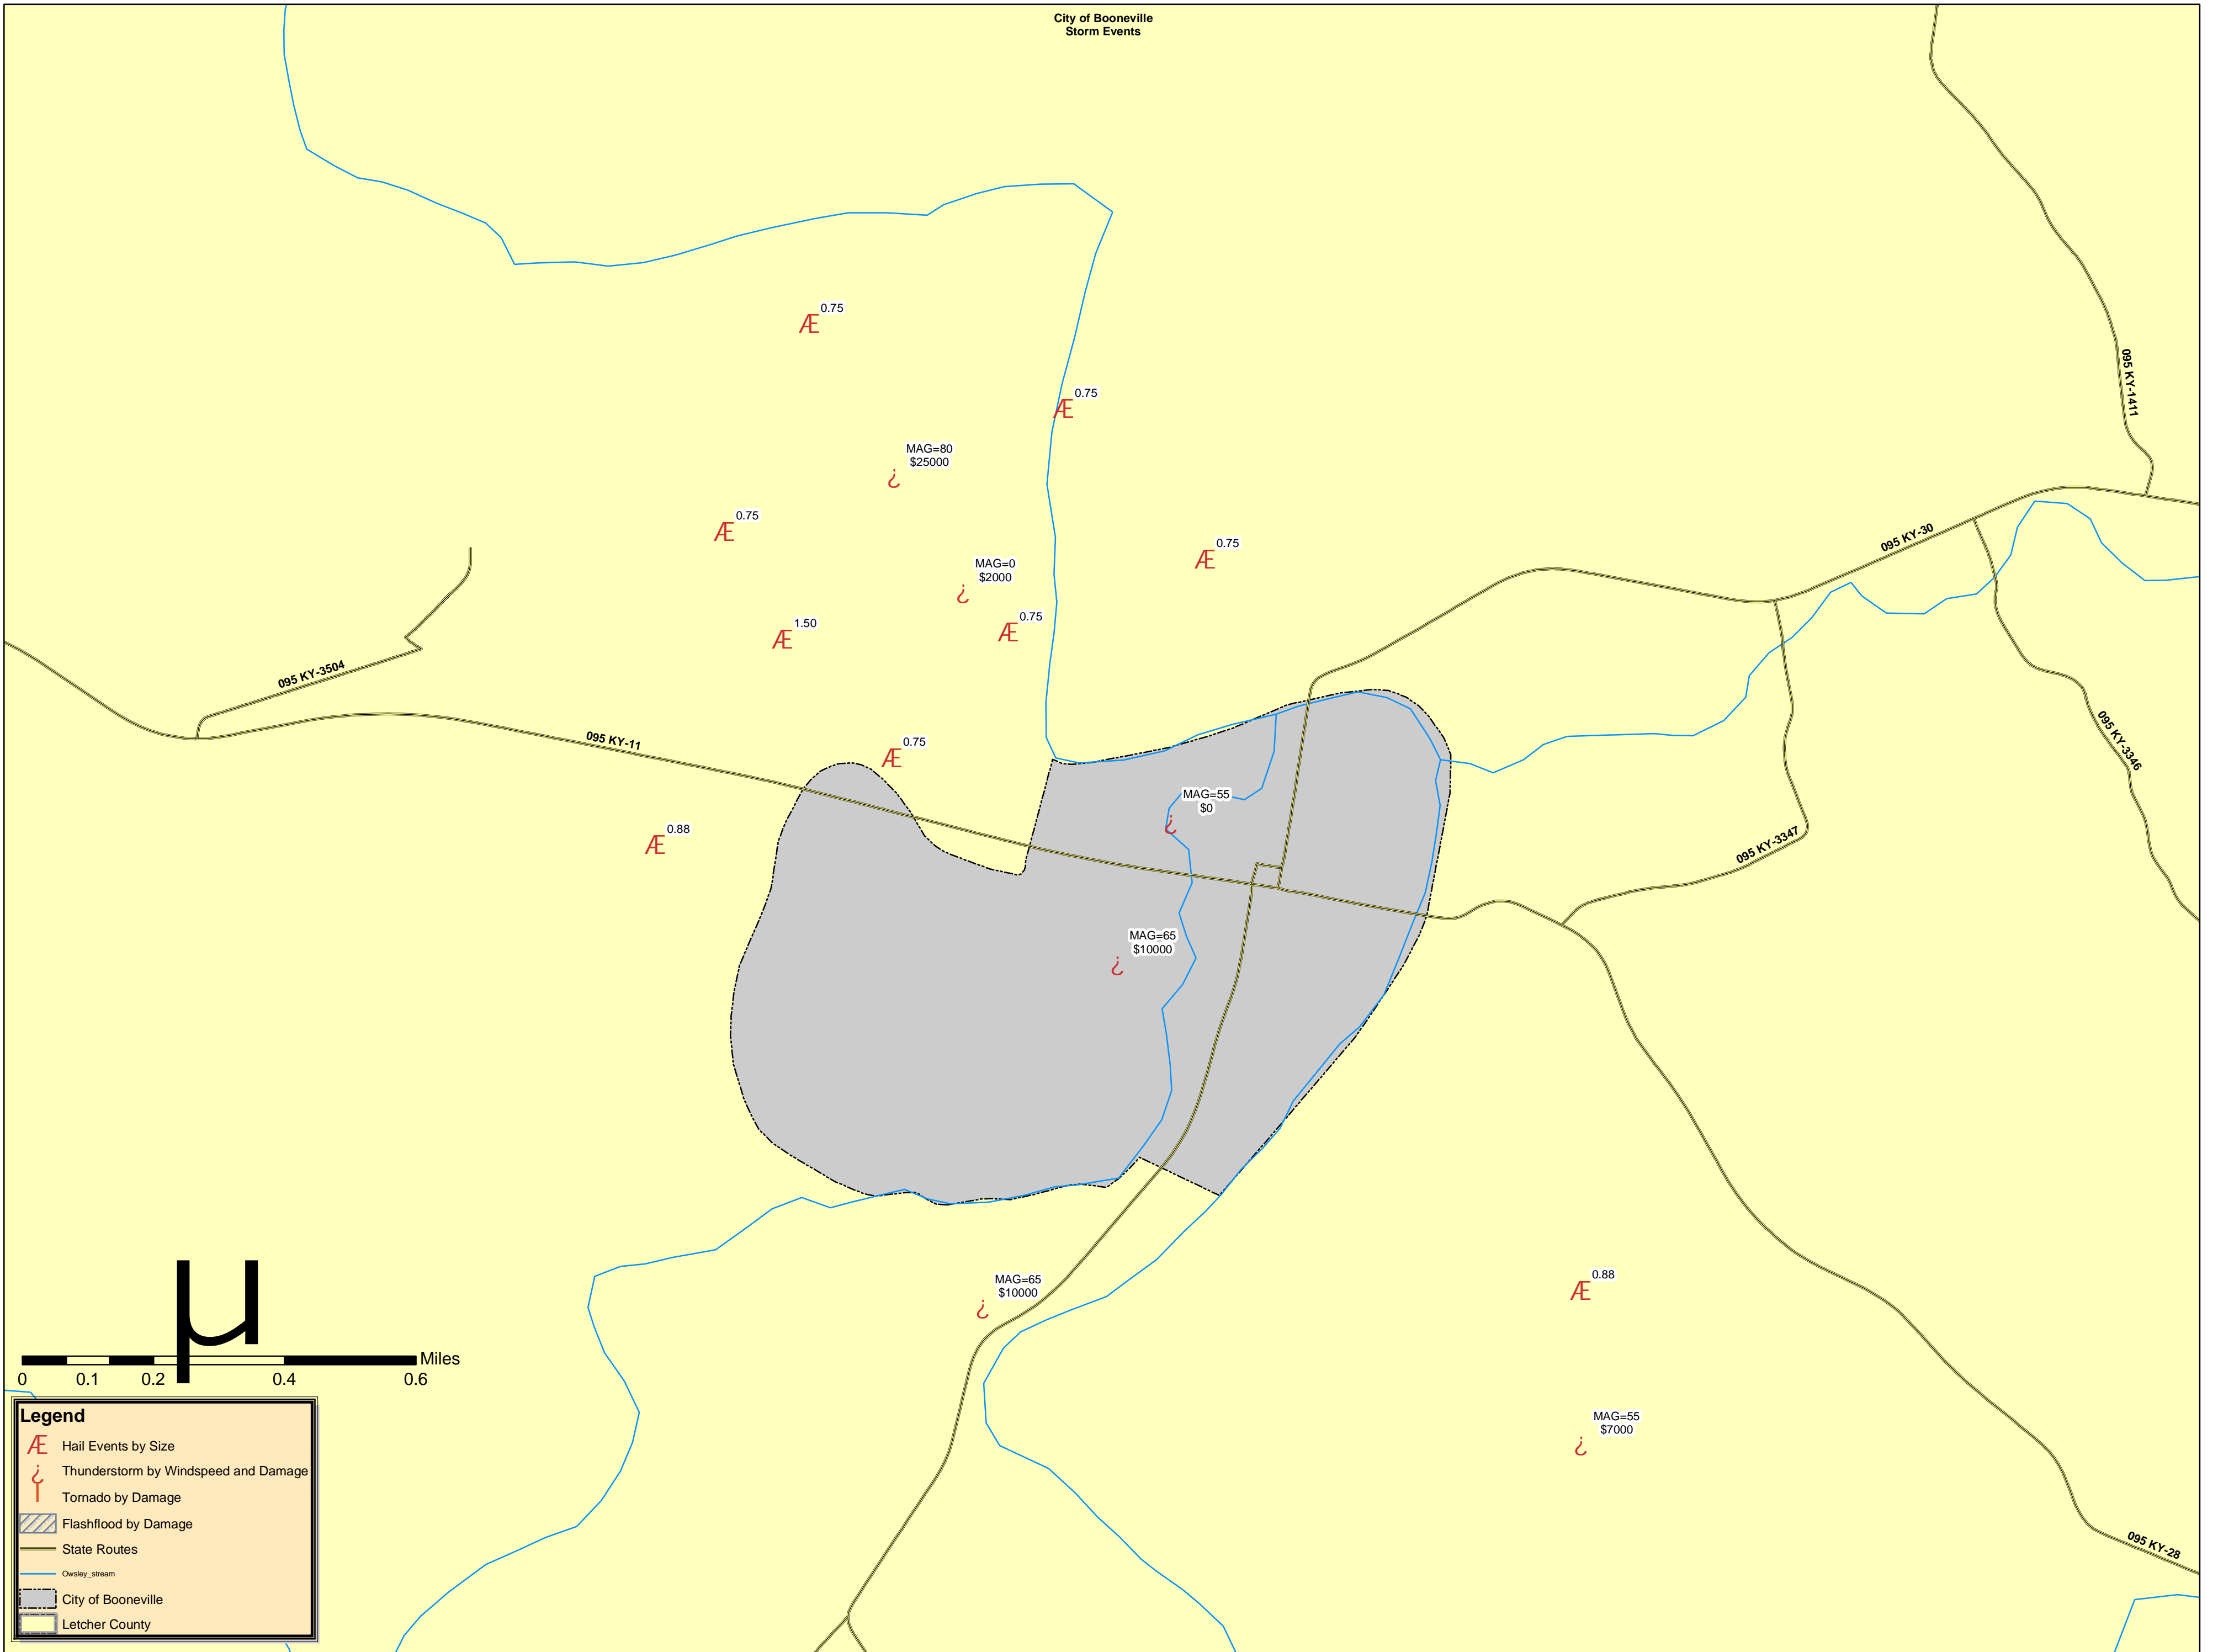 City of Booneville
Storm Events
Æ 0.75
Æ 0.75
095 KY-1411
MAG=80
$25000
¿
Æ 0.75
Æ 0.75
095 KY-30
MAG=0
$2000
¿
Æ 1.50
Æ 0.75
095 KY-3504
095 KY-11
Æ 0.75
095 KY-3346
MAG=55
$0
¿
Æ 0.88
095 KY-3347
MAG=65
$10000
¿
MAG=65
$10000
¿
Æ 0.88
µ
Miles
0 0.1 0.2 0.4 0.6
MAG=55
$7000
¿
095 KY-28
Legend
Æ Hail Events by Size
¿ Thunderstorm by Windspeed and Damage
Tornado by Damage
Flashflood by Damage
State Routes
Owsley_stream
City of Booneville
Letcher County